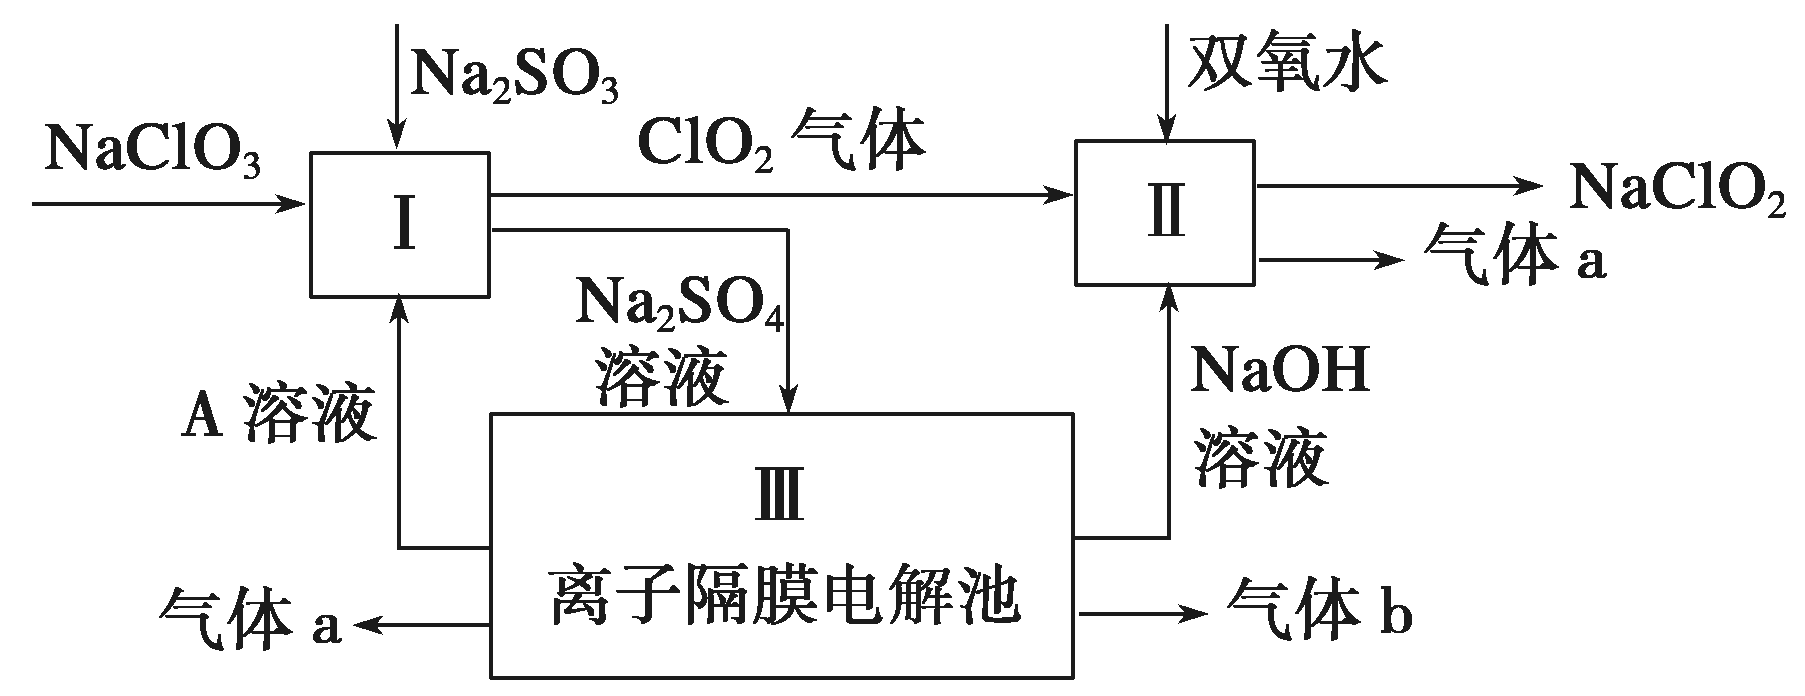 Na₂SO₃
双氧水
NaClO₃
ClO₂ 气体
Ⅰ
Ⅱ
NaClO₂
气体 a
Na₂SO₄
溶液
NaOH
溶液
A 溶液
Ⅲ
离子隔膜电解池
气体 a
气体 b